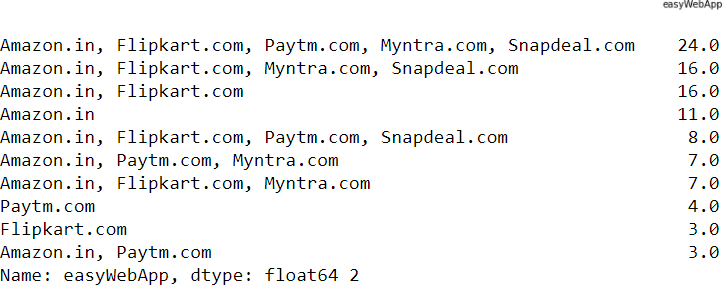 easyWebApp
Amazon.in, Flipkart.com, Paytm.com, Myntra.com, Snapdeal.com 24.0
Amazon.in, Flipkart.com, Myntra.com, Snapdeal.com 16.0
Amazon.in, Flipkart.com 16.0
Amazon.in 11.0
Amazon.in, Flipkart.com, Paytm.com, Snapdeal.com 8.0
Amazon.in, Paytm.com, Myntra.com 7.0
Amazon.in, Flipkart.com, Myntra.com 7.0
Paytm.com 4.0
Flipkart.com 3.0
Amazon.in, Paytm.com 3.0
Name: easyWebApp, dtype: float64 2